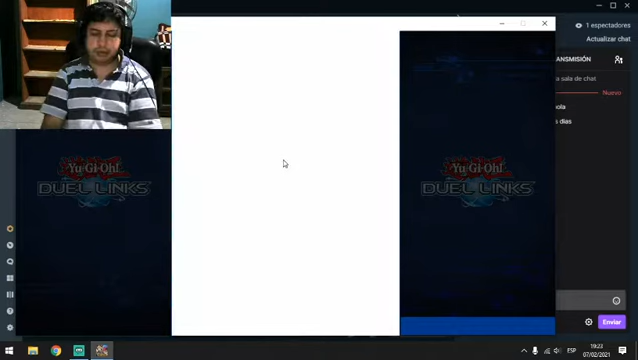 1 espectadores
Actualizar chat
ANSMISIÓN
a sala de chat
Nuevo
ola
s días
Yu-Gi-Oh!
DUEL LINKS
Yu-Gi-Oh!
DUEL LINKS
Enviar
ESP
19:23
07/02/2021